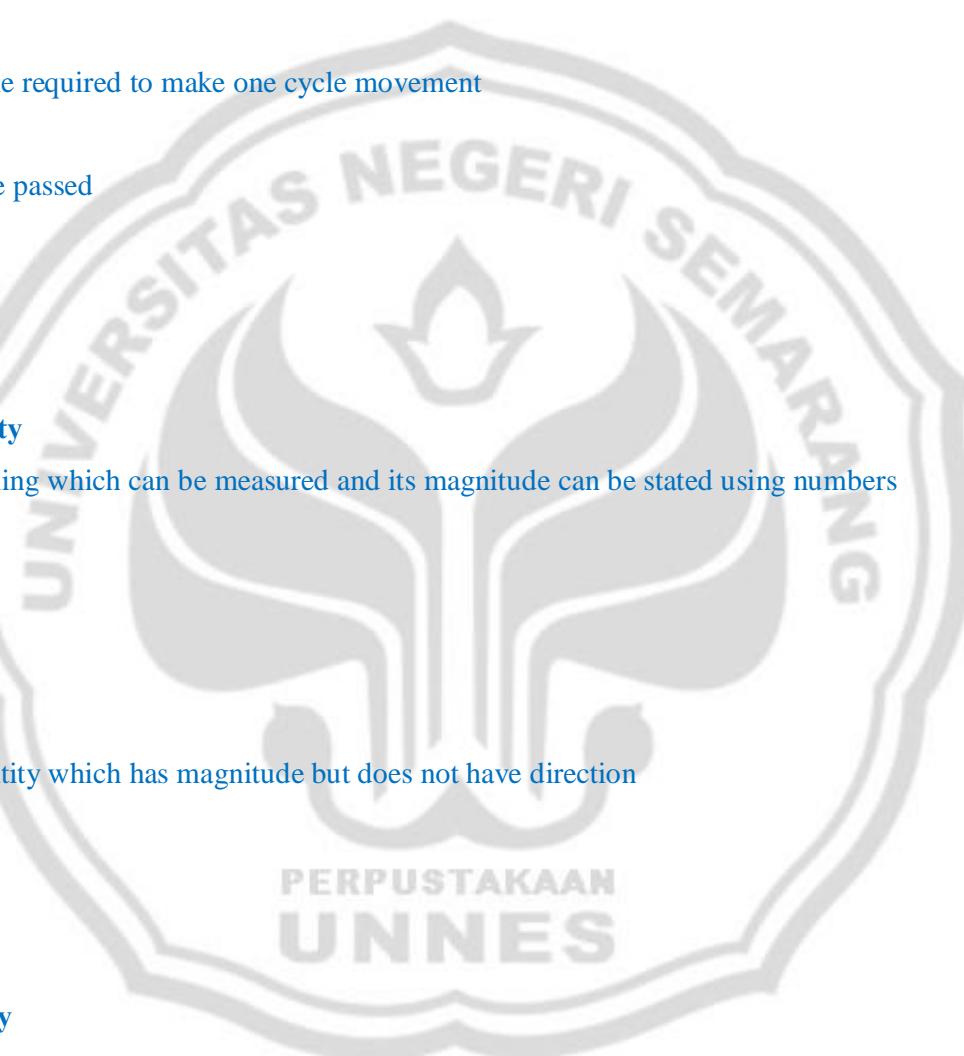 e required to make one cycle movement
e passed
UNIVERSITAS NEGERI SEMARANG
ty
ing which can be measured and its magnitude can be stated using numbers
tity which has magnitude but does not have direction
PERPUSTAKAAN
UNNES
y